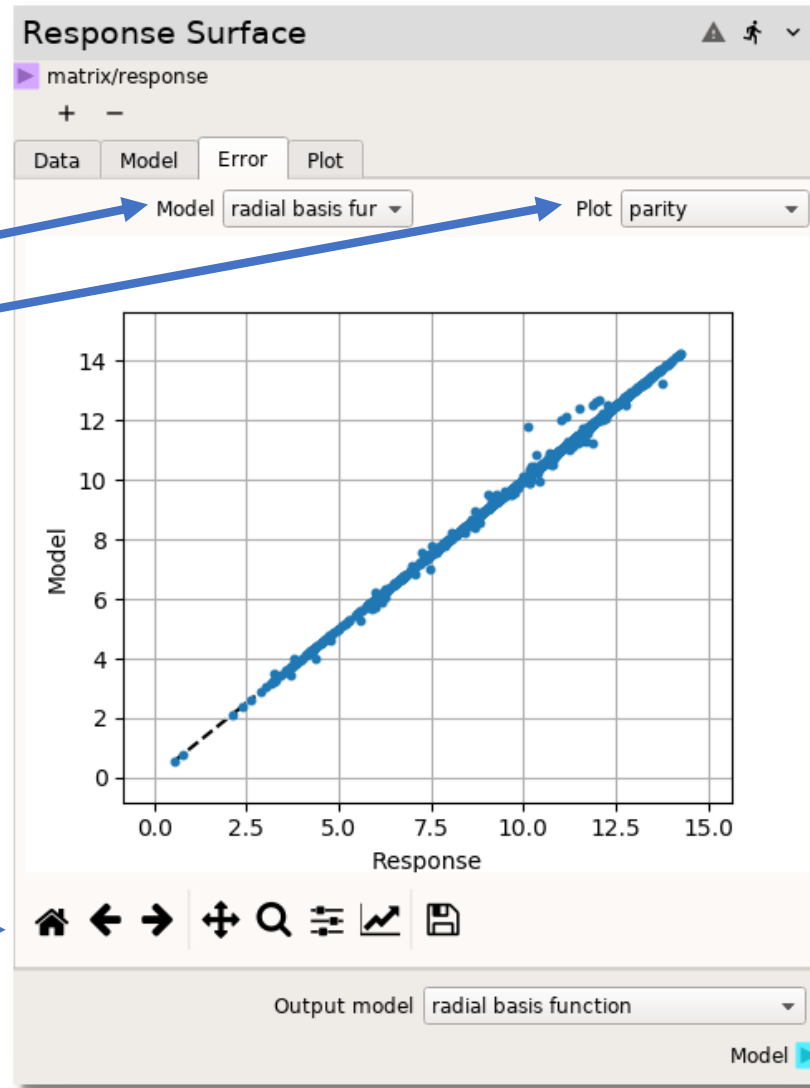 Response Surface
matrix/response
+ −
Data Model Error Plot
Model radial basis fur Plot parity
14
12
10
8
6
4
2
0
Model
0.0 2.5 5.0 7.5 10.0 12.5 15.0
Response
Output model radial basis function
Model